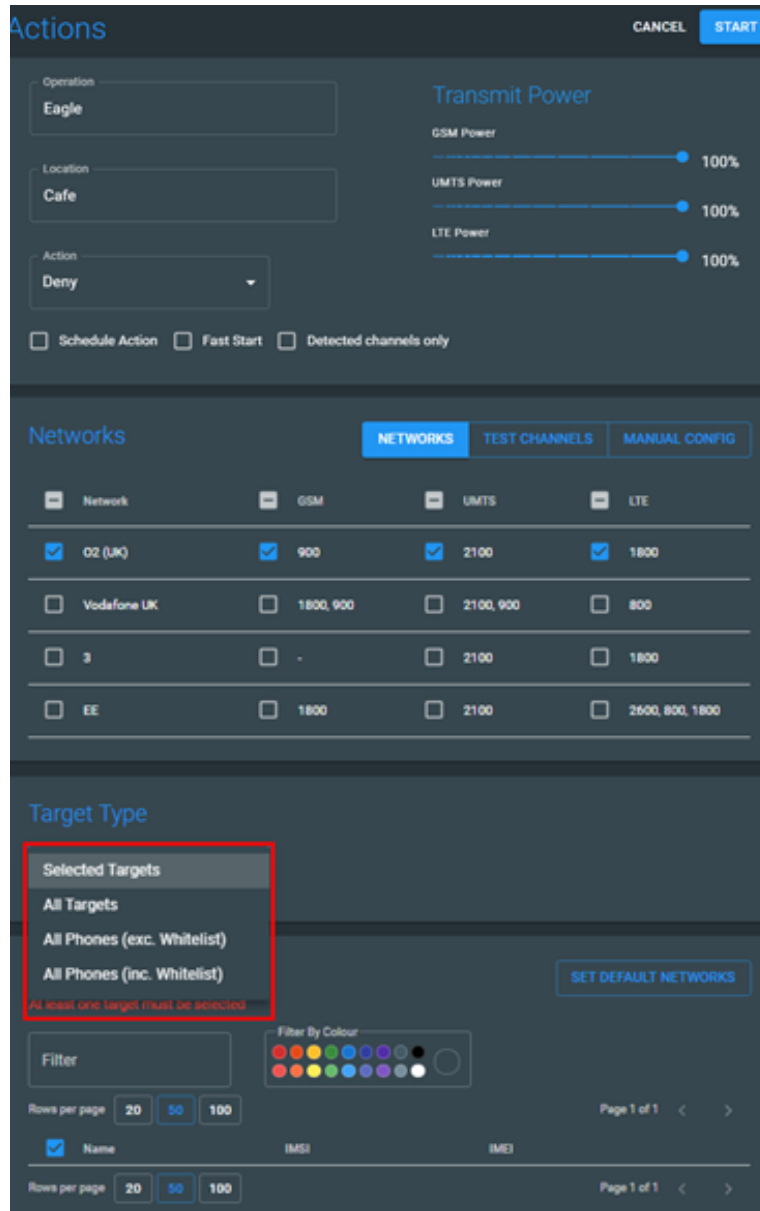 Actions CANCEL START
Operation
Eagle
Transmit Power
GSM Power
100%
Location
Cafe
UMTS Power
100%
LTE Power
100%
Action
Deny
Schedule Action Fast Start Detected channels only
Networks NETWORKS TEST CHANNELS MANUAL CONFIG
Network GSM UMTS LTE
O2 (UK) 900 2100 1800
Vodafone UK 1800, 900 2100, 900 800
3 - 2100 1800
EE 1800 2100 2600, 800, 1800
Target Type
Selected Targets
All Targets
All Phones (exc. Whitelist)
All Phones (inc. Whitelist)
SET DEFAULT NETWORKS
At least one target must be selected
Filter
Filter By Colour
Rows per page 20 50 100 Page 1 of 1 < >
Name IMSI IMEI
Rows per page 20 50 100 Page 1 of 1 < >